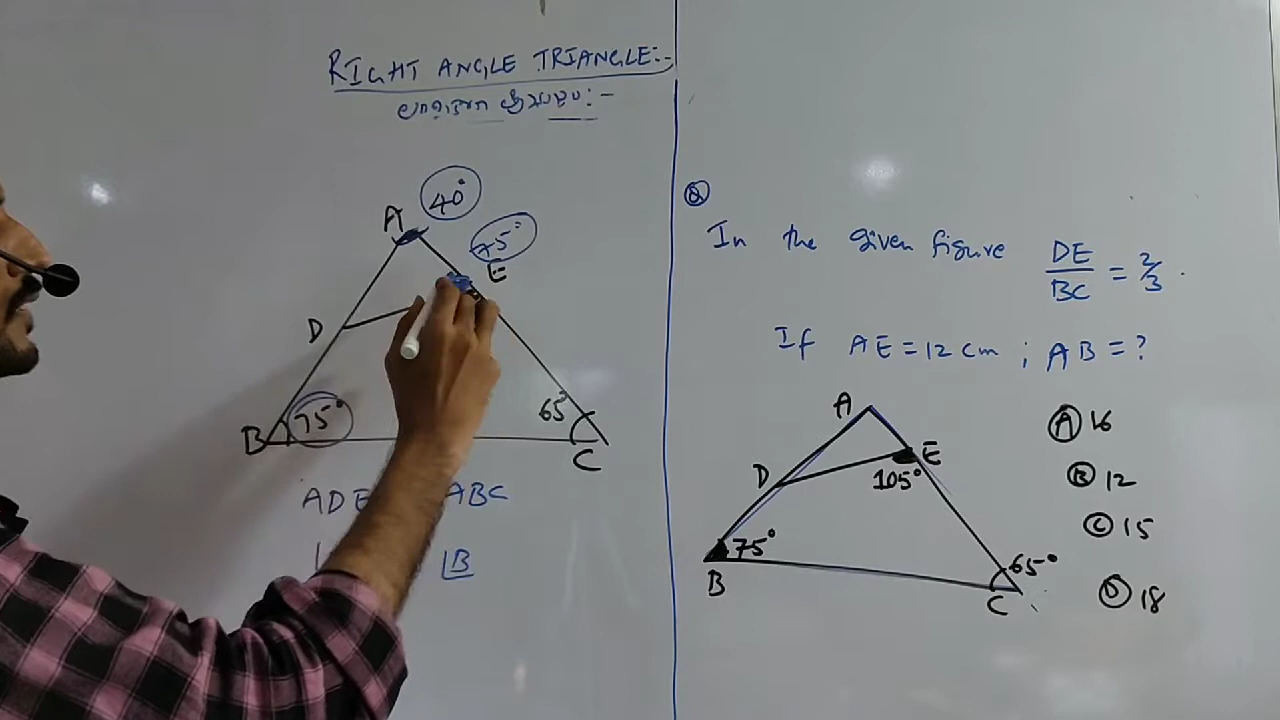 RIGHT ANGLE TRIANGLE:-
A
40°
75°
E
D
B
75°
65°
C
ADE
ABC
∟B
Q
In the given figure DE/BC = 2/3.
If AE = 12 cm ; AB = ?
A
D
E
105°
75°
B
65°
C
Ⓐ 16
Ⓑ 12
Ⓒ 15
Ⓓ 18